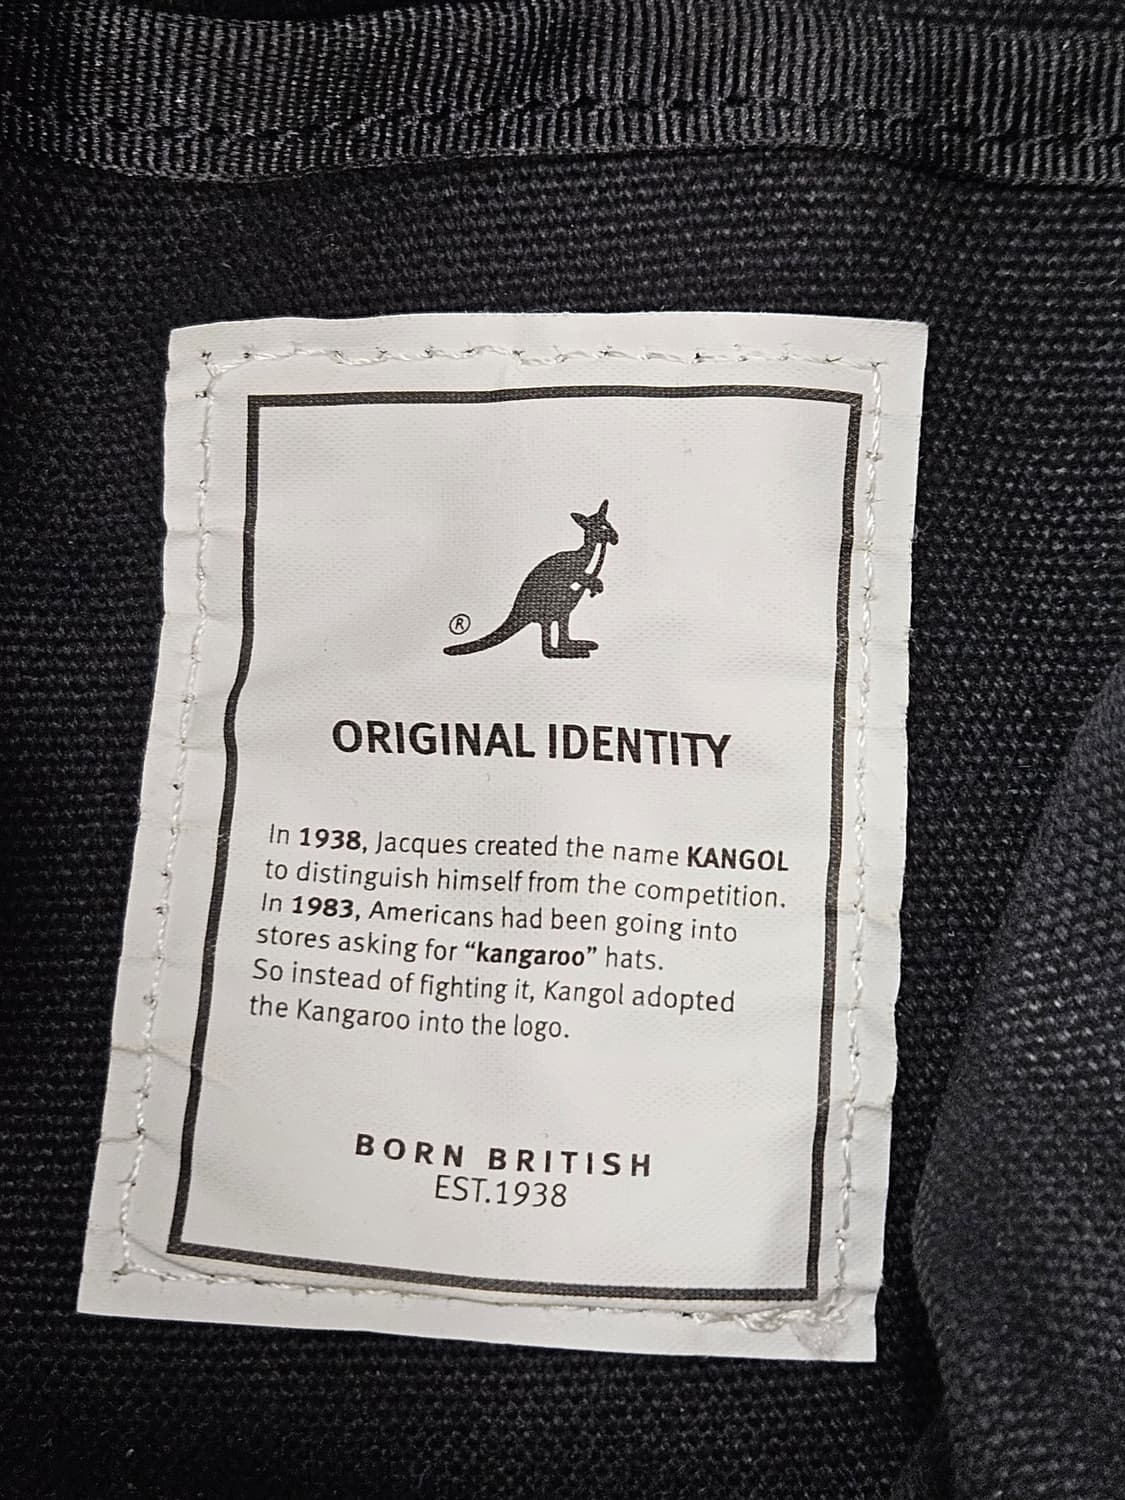 ®
ORIGINAL IDENTITY
In 1938, Jacques created the name KANGOL
to distinguish himself from the competition.
In 1983, Americans had been going into
stores asking for “kangaroo” hats.
So instead of fighting it, Kangol adopted
the Kangaroo into the logo.
BORN BRITISH
EST.1938